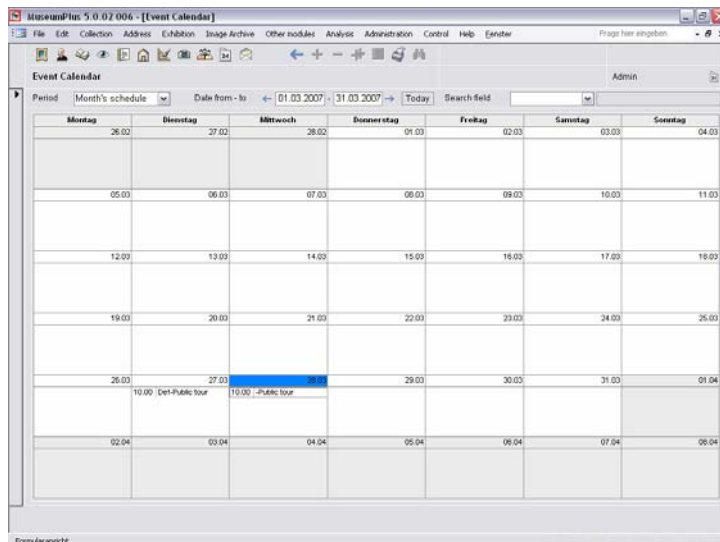 MuseumPlus 5.0.02 006 - [Event Calendar]
File Edit Collection Address Exhibition Image Archive Other modules Analysis Administration Control Help Fenster Frage hier eingeben
Event Calendar Admin
Period Month's schedule Date from - to 01.03.2007 - 31.03.2007 Today Search field
Montag Dienstag Mittwoch Donnerstag Freitag Samstag Sonntag
26.02 27.02 28.02 01.03 02.03 03.03 04.03
05.03 06.03 07.03 08.03 09.03 10.03 11.03
12.03 13.03 14.03 15.03 16.03 17.03 18.03
19.03 20.03 21.03 22.03 23.03 24.03 25.03
26.03 27.03 28.03 29.03 30.03 31.03 01.04
10.00 Def-Public tour 10.00 -Public tour
02.04 03.04 04.04 05.04 06.04 07.04 08.04
Formularansicht